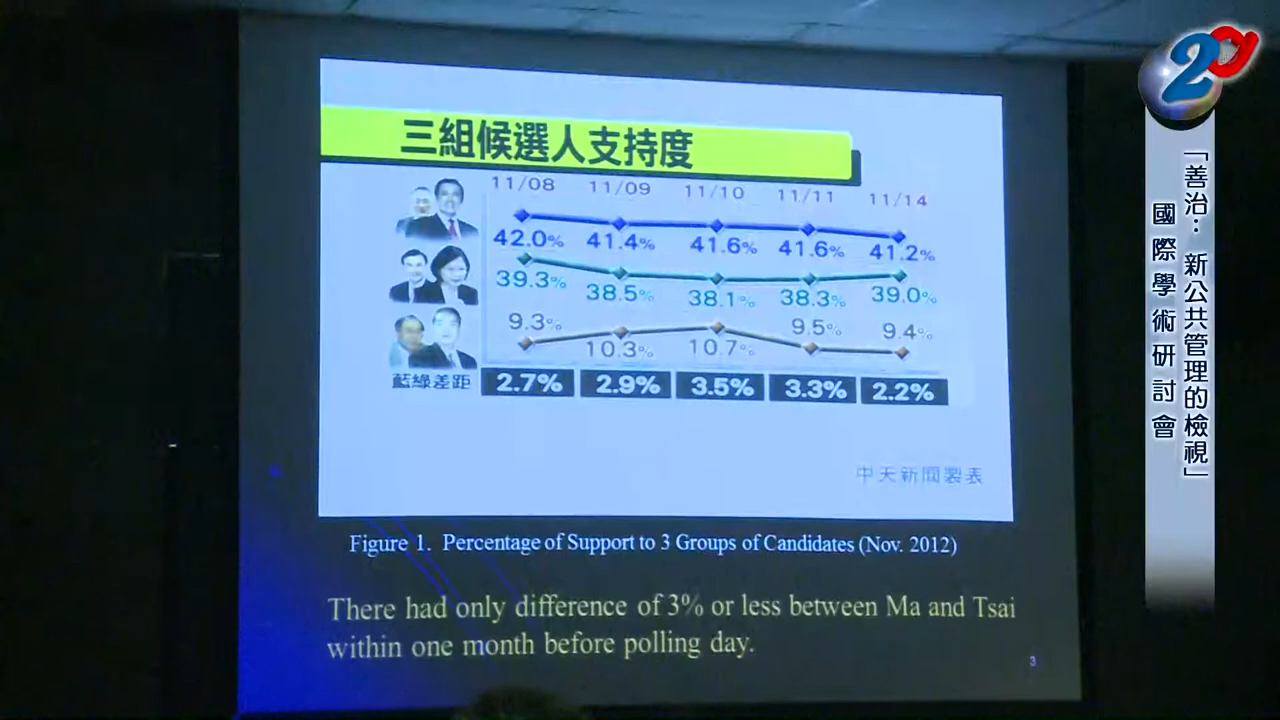 三組候選人支持度
11/08 11/09 11/10 11/11 11/14
42.0% 41.4% 41.6% 41.6% 41.2%
39.3% 38.5% 38.1% 38.3% 39.0%
9.3% 10.3% 10.7% 9.5% 9.4%
藍綠差距 2.7% 2.9% 3.5% 3.3% 2.2%
中天新聞製表
Figure 1. Percentage of Support to 3 Groups of Candidates (Nov. 2012)
There had only difference of 3% or less between Ma and Tsai
within one month before polling day.
3
20
「善治：新公共管理的檢視」
國際學術研討會